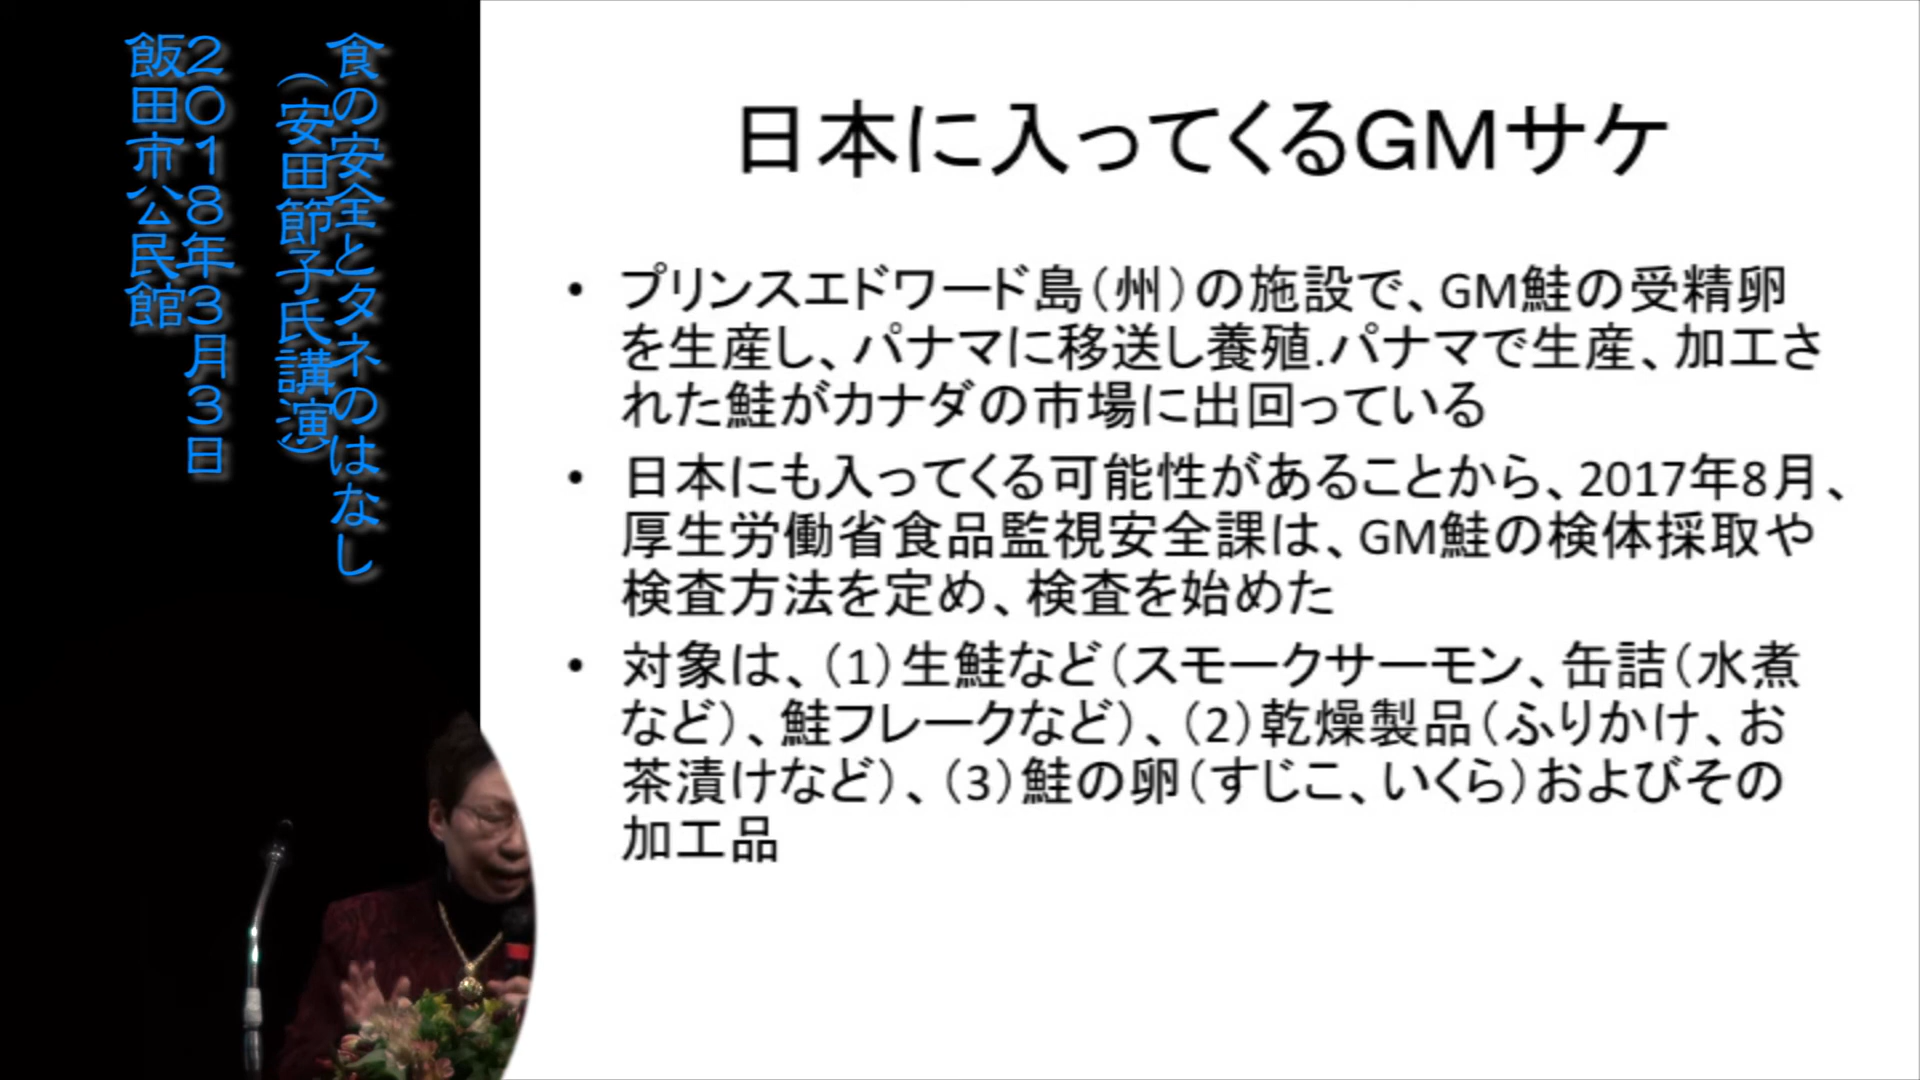 食の安全とタネのはなし
（安田節子氏講演）
２０１８年３月３日
飯田市公民館
日本に入ってくるGMサケ
• プリンスエドワード島（州）の施設で、GM鮭の受精卵
を生産し、パナマに移送し養殖.パナマで生産、加工さ
れた鮭がカナダの市場に出回っている
• 日本にも入ってくる可能性があることから、2017年8月、
厚生労働省食品監視安全課は、GM鮭の検体採取や
検査方法を定め、検査を始めた
• 対象は、（1）生鮭など（スモークサーモン、缶詰（水煮
など）、鮭フレークなど）、（2）乾燥製品（ふりかけ、お
茶漬けなど）、（3）鮭の卵（すじこ、いくら）およびその
加工品